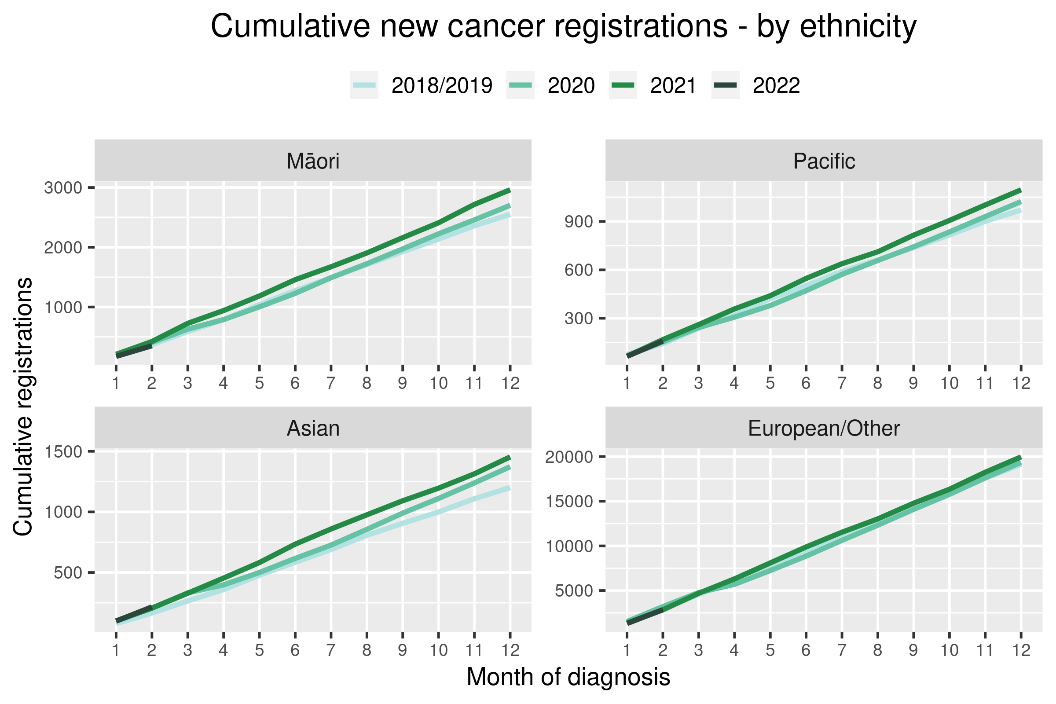 Cumulative new cancer registrations - by ethnicity
2018/2019 2020 2021 2022
Māori Pacific
3000
2000
1000
900
600
300
1 2 3 4 5 6 7 8 9 10 11 12
1 2 3 4 5 6 7 8 9 10 11 12
Asian European/Other
1500
1000
500
20000
15000
10000
5000
1 2 3 4 5 6 7 8 9 10 11 12
1 2 3 4 5 6 7 8 9 10 11 12
Cumulative registrations
Month of diagnosis